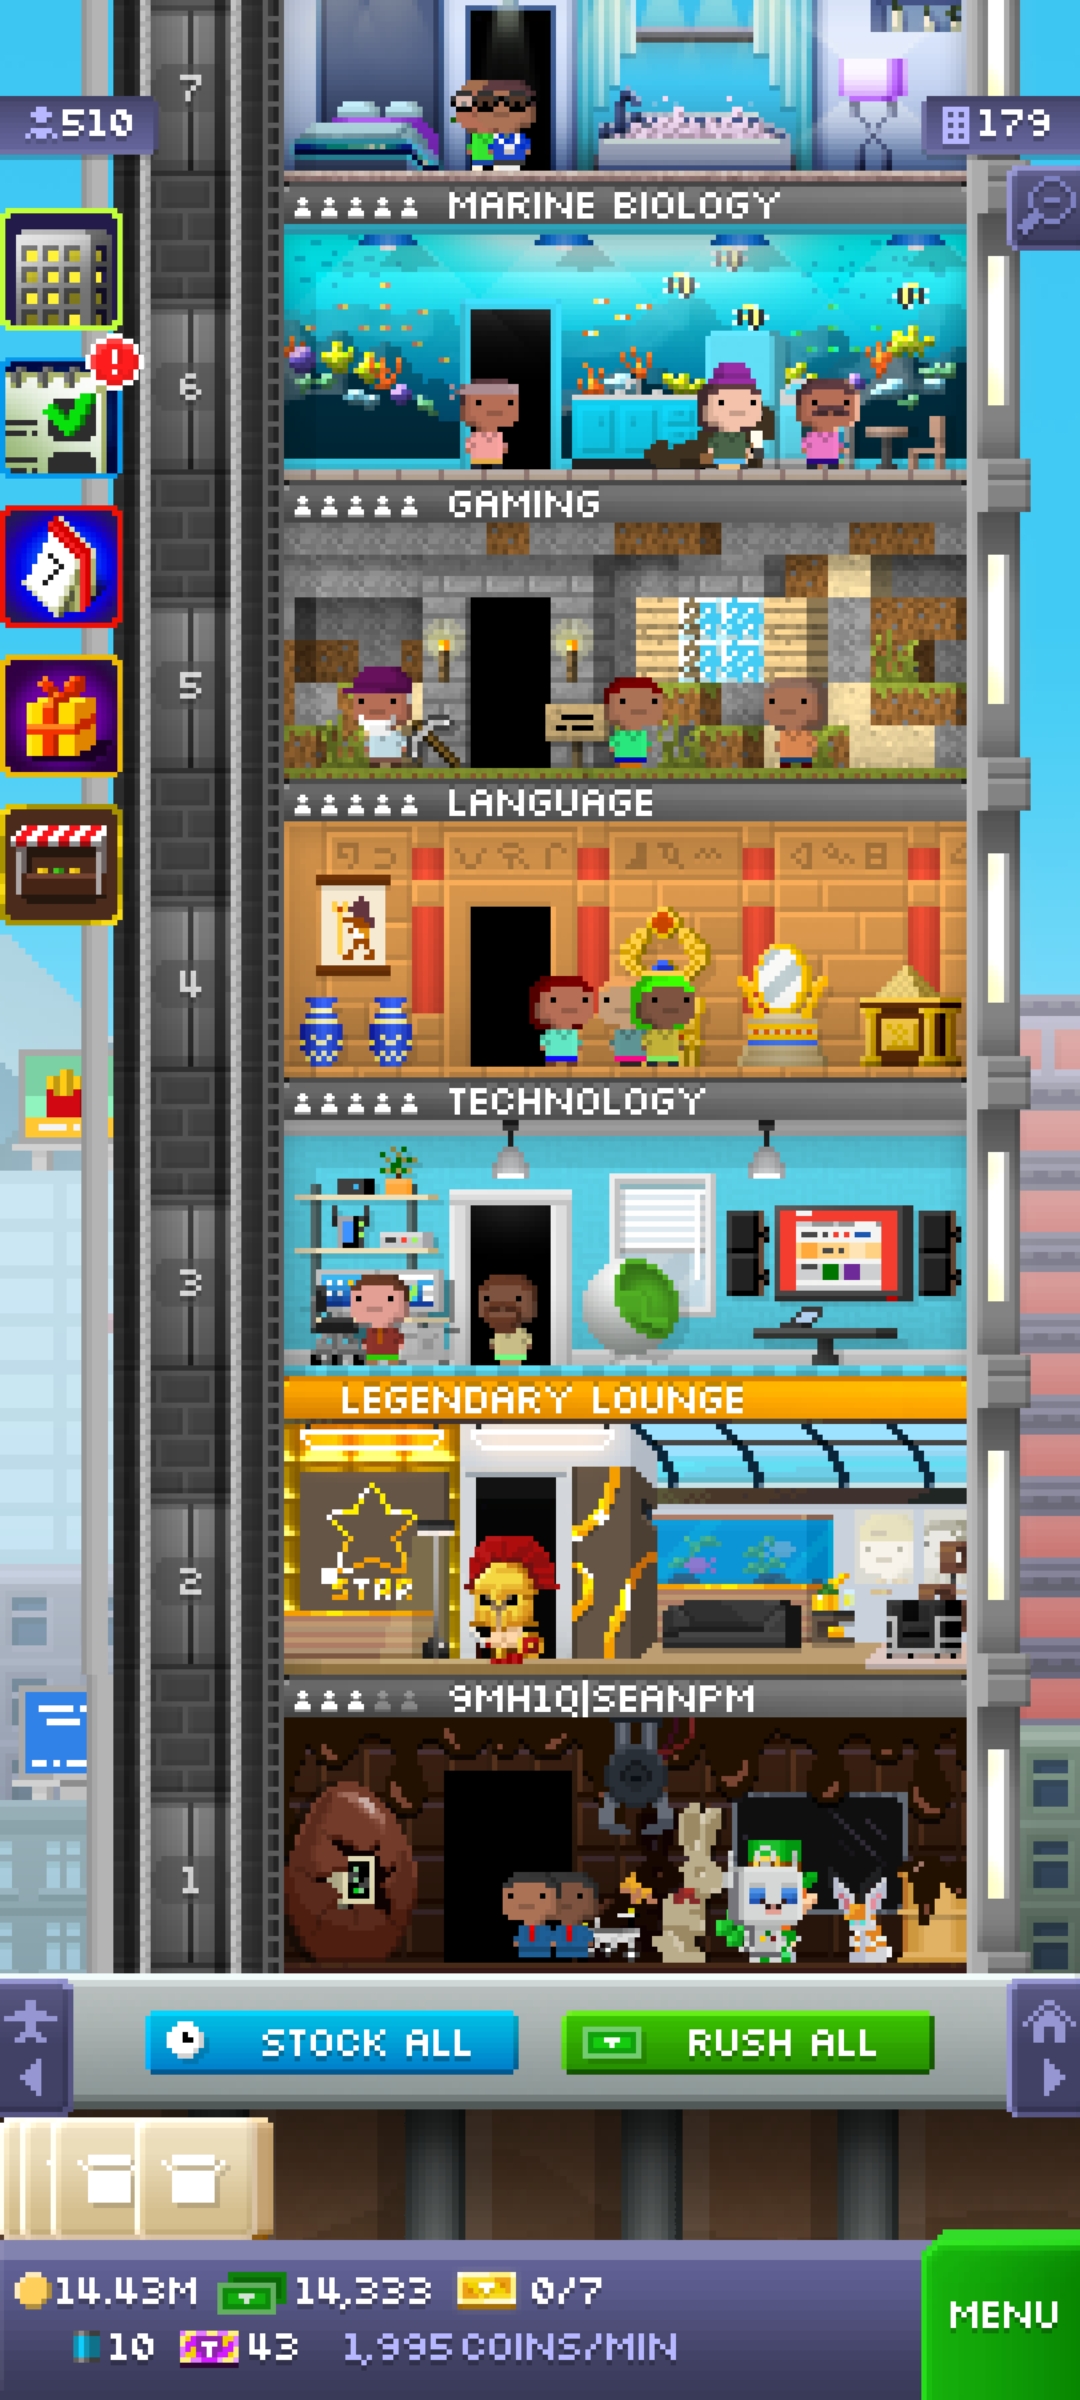 7
510
179
MARINE BIOLOGY
6
GAMING
5
LANGUAGE
4
TECHNOLOGY
3
LEGENDARY LOUNGE
STAR
2
9MH1Q|SEANPM
1
STOCK ALL
RUSH ALL
14.43M 14,333 0/7
10 43 1,995 COINS/MIN
MENU